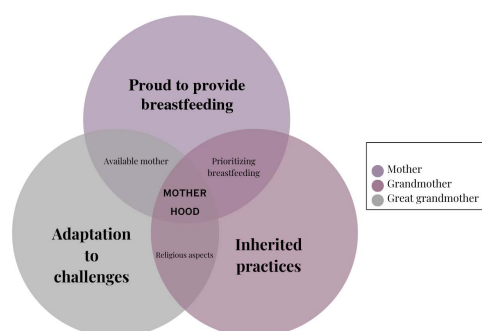 Proud to provide
breastfeeding
Available mother
Prioritizing
breastfeeding
MOTHER
HOOD
Adaptation
to
challenges
Religious aspects
Inherited
practices
Mother
Grandmother
Great grandmother